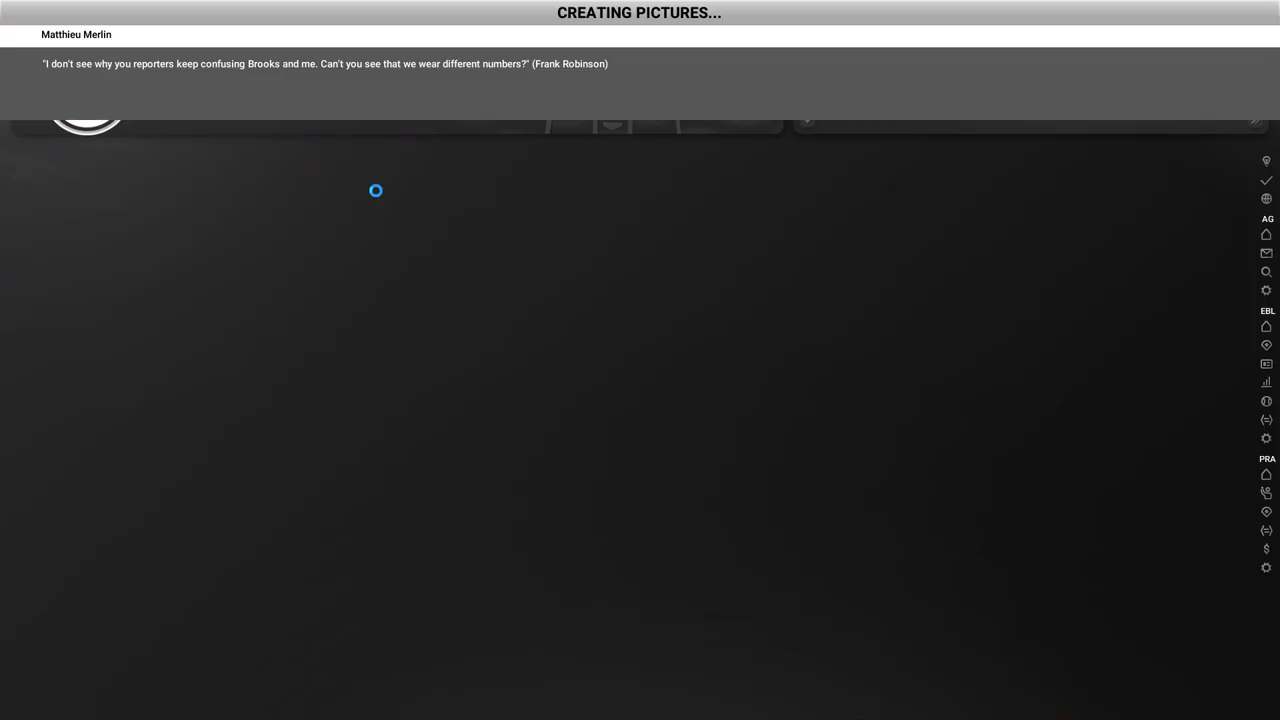 CREATING PICTURES...
Matthieu Merlin
"I don't see why you reporters keep confusing Brooks and me. Can't you see that we wear different numbers?" (Frank Robinson)
AG
EBL
PRA